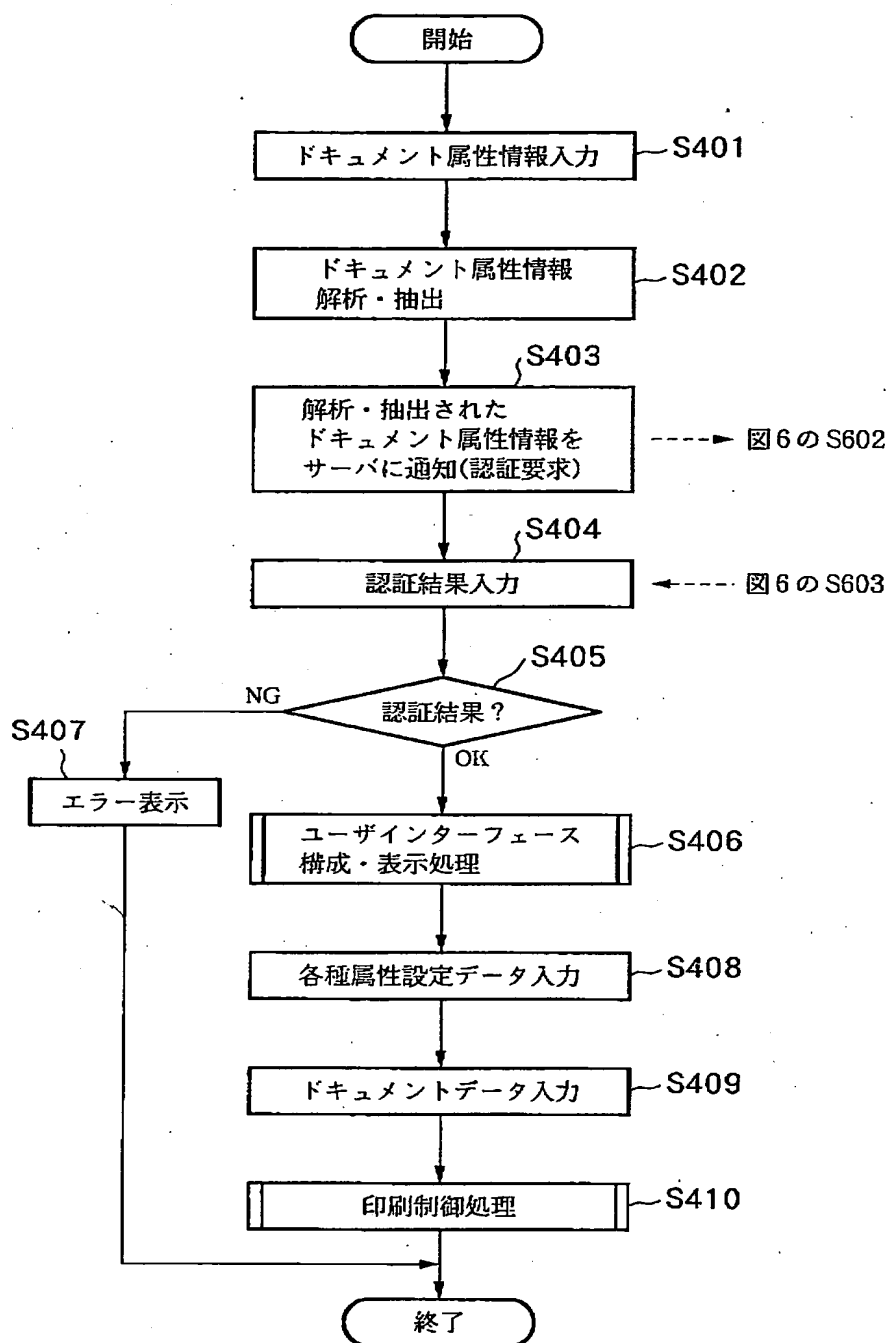 開始
ドキュメント属性情報入力
S401
ドキュメント属性情報
解析・抽出
S402
S403
解析・抽出された
ドキュメント属性情報を
サーバに通知(認証要求)
図6のS602
S404
認証結果入力
図6のS603
S405
認証結果?
NG
OK
S407
エラー表示
ユーザインターフェース
構成・表示処理
S406
各種属性設定データ入力
S408
ドキュメントデータ入力
S409
印刷制御処理
S410
終了